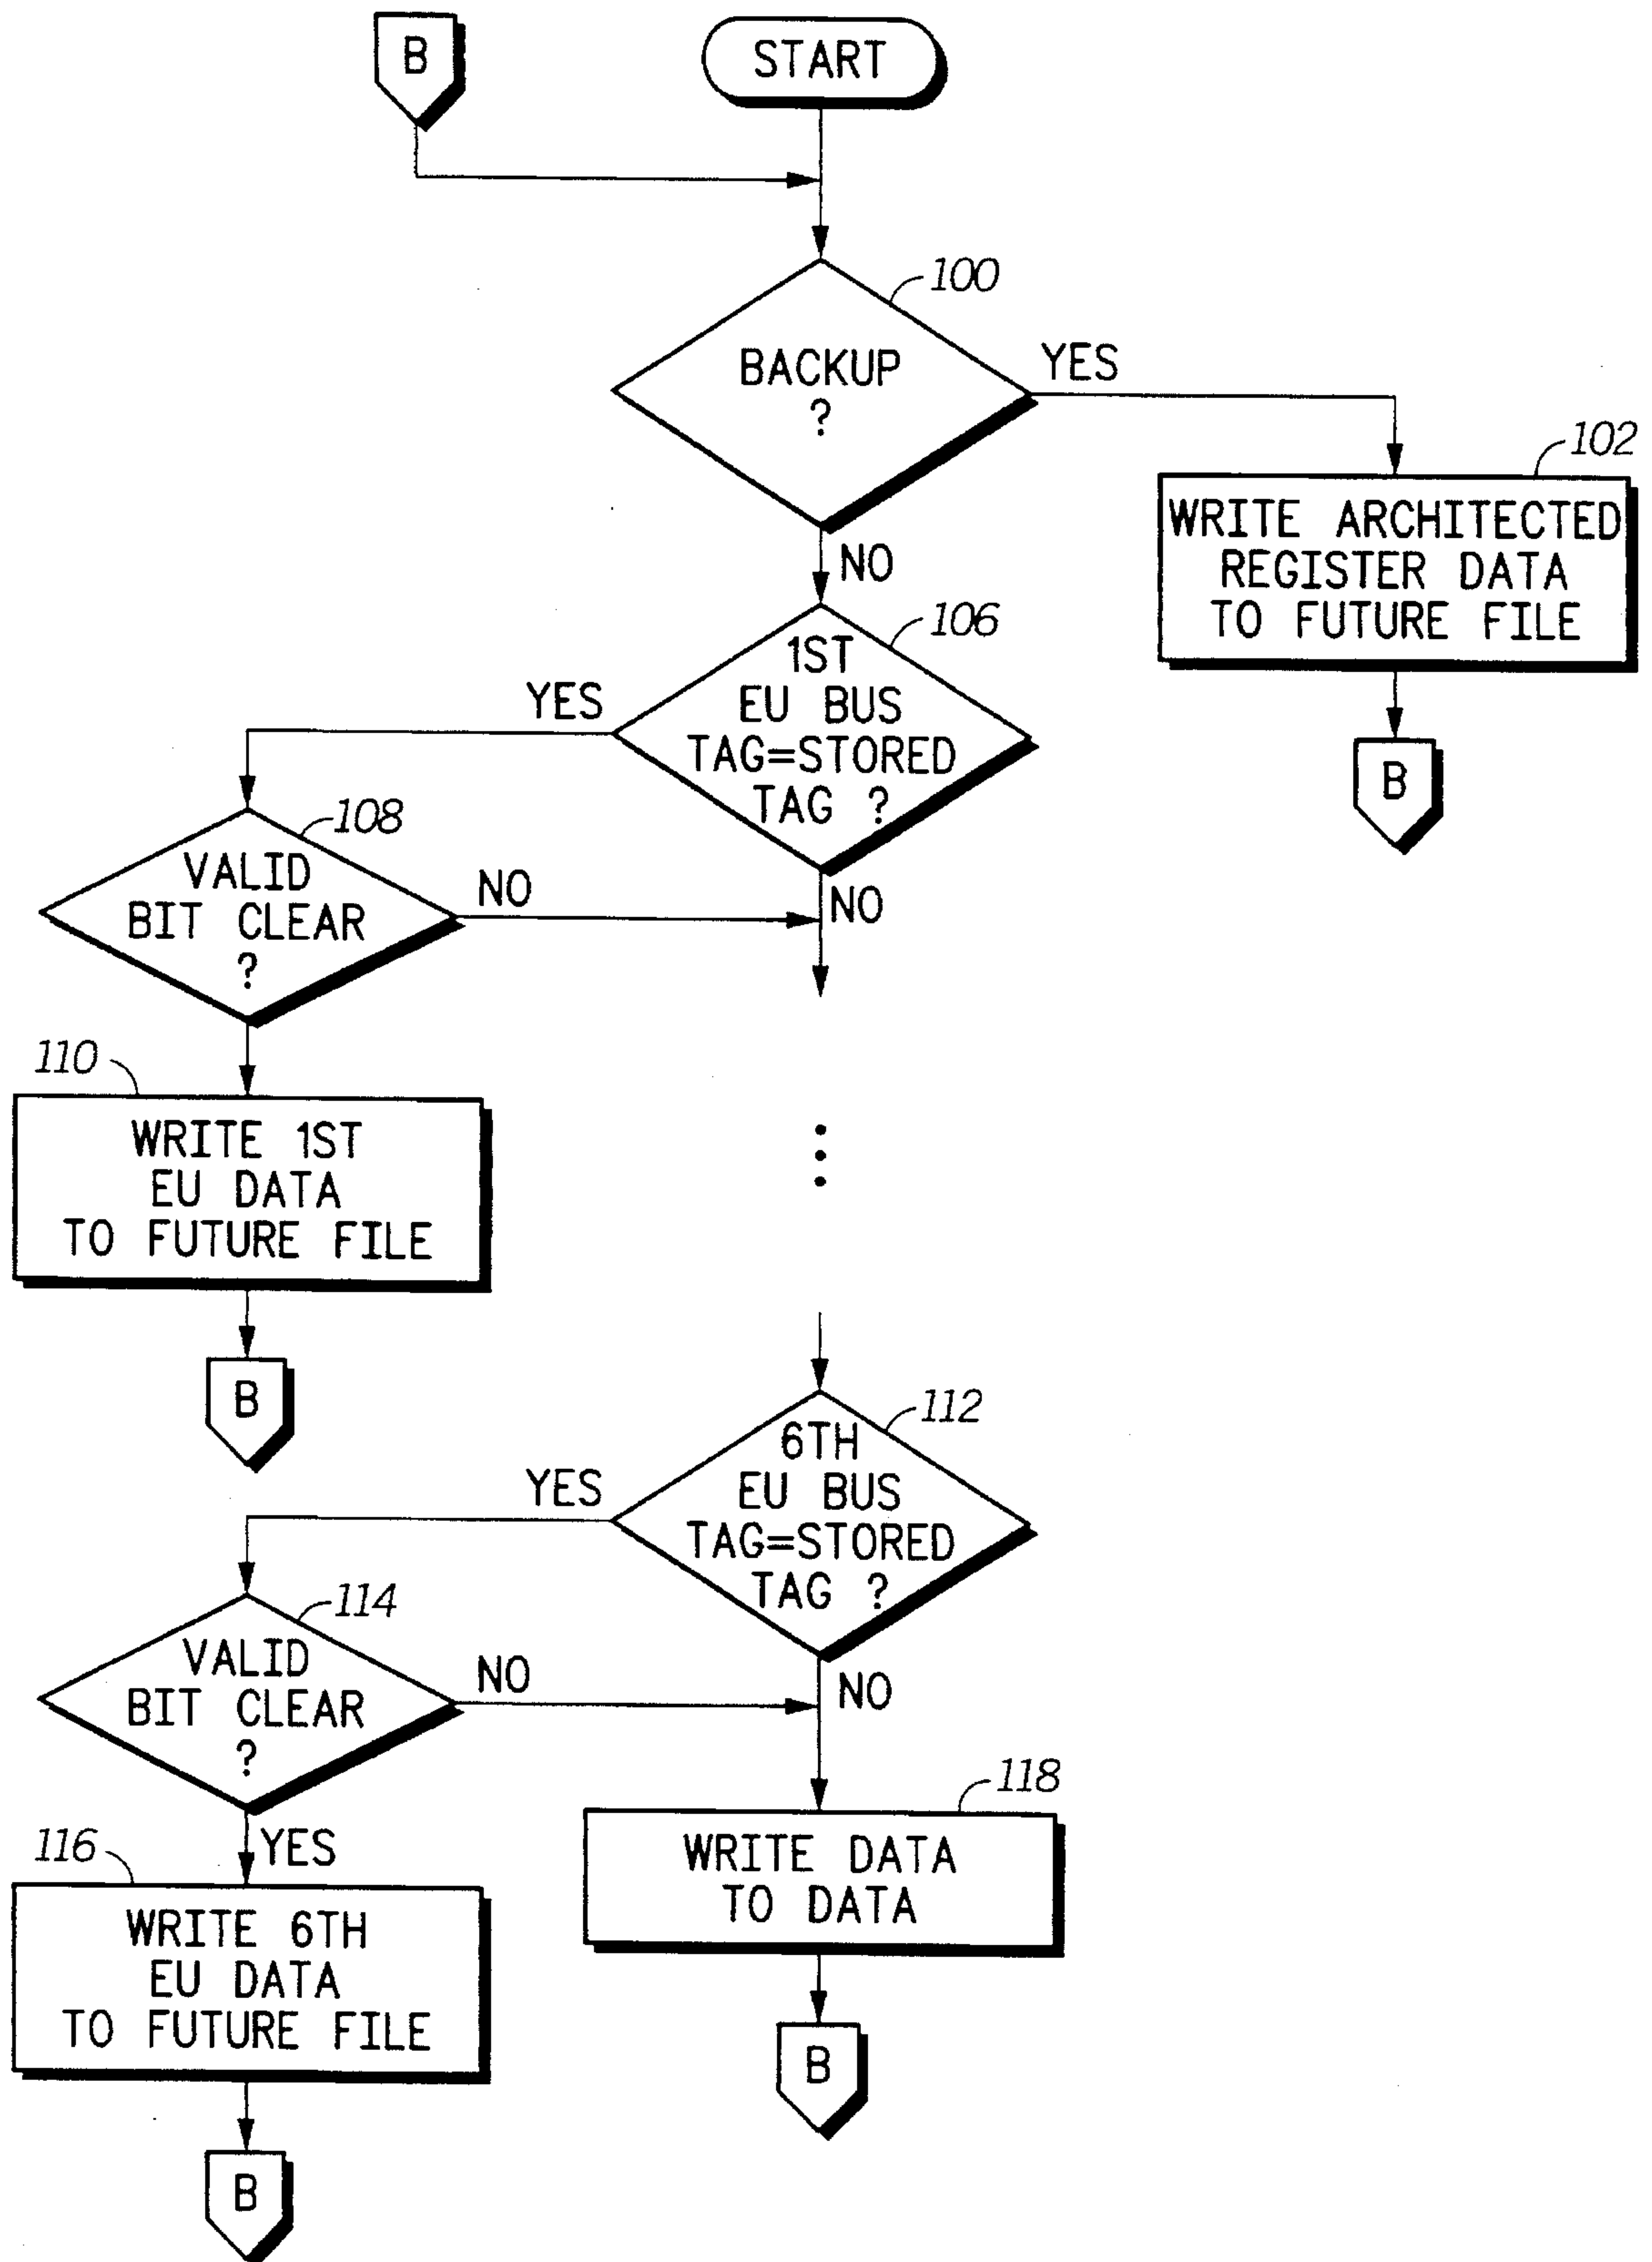 B
START
100
BACKUP
?
YES
NO
102
WRITE ARCHITECTED
REGISTER DATA
TO FUTURE FILE
B
106
1ST
EU BUS
TAG=STORED
TAG ?
YES
NO
108
VALID
BIT CLEAR
?
NO
110
WRITE 1ST
EU DATA
TO FUTURE FILE
B
112
6TH
EU BUS
TAG=STORED
TAG ?
YES
NO
114
VALID
BIT CLEAR
?
NO
YES
116
WRITE 6TH
EU DATA
TO FUTURE FILE
B
118
WRITE DATA
TO DATA
B